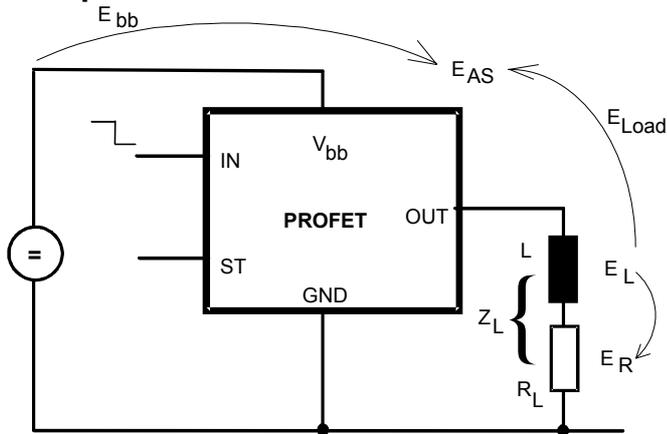 E bb
E AS
E Load
V bb
IN
PROFET
OUT
ST
GND
=
L
E L
Z L {
E R
R L